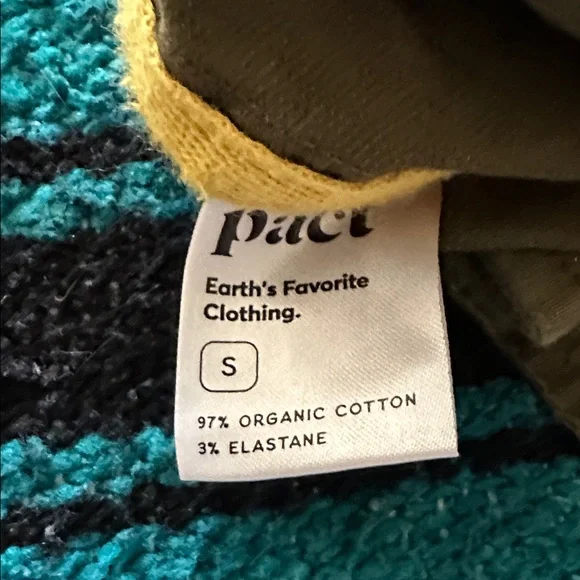 pact
Earth's Favorite
Clothing.
S
97% ORGANIC COTTON
3% ELASTANE